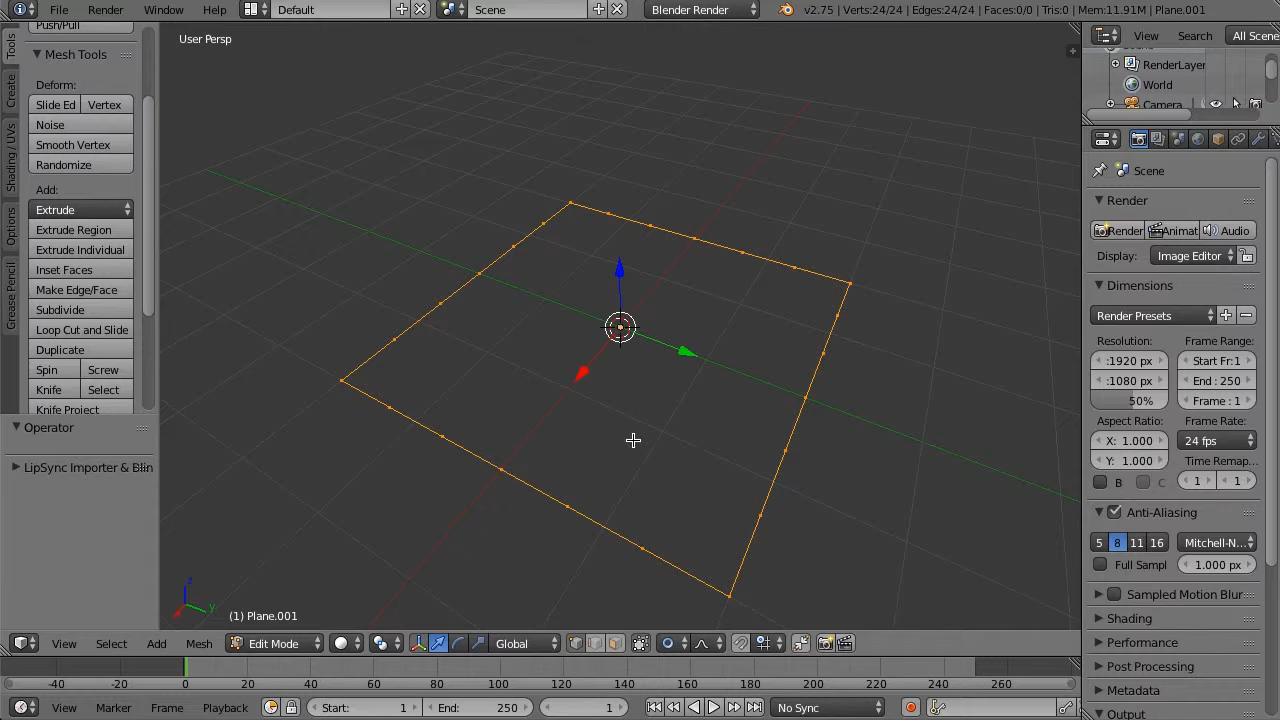 File Render Window Help Default Scene Blender Render v2.75 | Verts:24/24 | Edges:24/24 | Faces:0/0 | Tris:0 | Mem:11.91M | Plane.001
Push/Pull
Mesh Tools
Deform:
Slide Ed Vertex
Noise
Smooth Vertex
Randomize
Add:
Extrude
Extrude Region
Extrude Individual
Inset Faces
Make Edge/Face
Subdivide
Loop Cut and Slide
Duplicate
Spin Screw
Knife Select
Knife Project
Operator
LipSync Importer & Blin
Tools
Create
Shading / UVs
Options
Grease Pencil
User Persp
z
y
(1) Plane.001
View Select Add Mesh Edit Mode Global
-40 -20 0 20 40 60 80 100 120 140 160 180 200 220 240 260
View Marker Frame Playback Start: 1 End: 250 1 No Sync
View Search All Scene
RenderLayer
World
Camera
Scene
Render
Render Animat Audio
Display: Image Editor
Dimensions
Render Presets
Resolution: Frame Range:
:1920 px Start Fr:1
:1080 px End : 250
50% Frame : 1
Aspect Ratio: Frame Rate:
X: 1.000 24 fps
Y: 1.000 Time Remap...
B C 1 1
Anti-Aliasing
5 8 11 16 Mitchell-N...
Full Sampl 1.000 px
Sampled Motion Blur
Shading
Performance
Post Processing
Metadata
Output